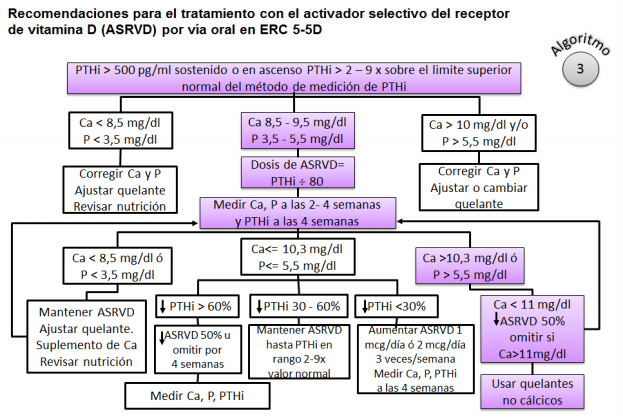 Recomendaciones para el tratamiento con el activador selectivo del receptor
de vitamina D (ASRVD) por vía oral en ERC 5-5D
Algoritmo
3
PTHi > 500 pg/ml sostenido o en ascenso PTHi > 2 – 9 x sobre el limite superior
normal del método de medición de PTHi
Ca < 8,5 mg/dl
P < 3,5 mg/dl
Ca 8,5 - 9,5 mg/dl
P 3,5 - 5,5 mg/dl
Ca > 10 mg/dl y/o
P > 5,5 mg/dl
Corregir Ca y P
Ajustar quelante
Revisar nutrición
Dosis de ASRVD=
PTHi ÷ 80
Corregir Ca y P
Ajustar o cambiar
quelante
Medir Ca, P a las 2- 4 semanas
y PTHi a las 4 semanas
Ca < 8,5 mg/dl ó
P < 3,5 mg/dl
Ca<= 10,3 mg/dl
P<= 5,5 mg/dl
Ca >10,3 mg/dl ó
P > 5,5 mg/dl
Mantener ASRVD
Ajustar quelante.
Suplemento de Ca
Revisar nutrición
↓ PTHi > 60%
↓ PTHi 30 - 60%
↓ PTHi <30%
↓ASRVD 50% u
omitir por
4 semanas
Mantener ASRVD
hasta PTHi en
rango 2-9x
valor normal
Aumentar ASRVD 1
mcg/día ó 2 mcg/día
3 veces/semana
Medir Ca, P, PTHi
a las 4 semanas
Ca < 11 mg/dl
↓ASRVD 50%
omitir si
Ca>11mg/dl
Medir Ca, P, PTHi
Usar quelantes
no cálcicos